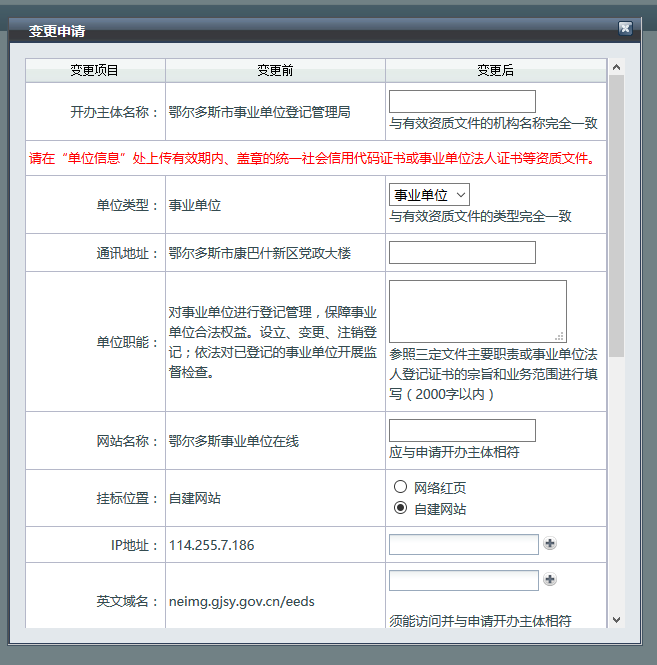 变更申请
变更项目 变更前 变更后
开办主体名称： 鄂尔多斯市事业单位登记管理局
与有效资质文件的机构名称完全一致
请在“单位信息”处上传有效期内、盖章的统一社会信用代码证书或事业单位法人证书等资质文件。
单位类型： 事业单位 事业单位
与有效资质文件的类型完全一致
通讯地址： 鄂尔多斯市康巴什新区党政大楼
单位职能：
对事业单位进行登记管理，保障事业
单位合法权益。设立、变更、注销登
记；依法对已登记的事业单位开展监
督检查。
参照三定文件主要职责或事业单位法
人登记证书的宗旨和业务范围进行填
写（2000字以内）
网站名称： 鄂尔多斯事业单位在线
应与申请开办主体相符
挂标位置： 自建网站
网络红页
自建网站
IP地址： 114.255.7.186
英文域名： neimg.gjsy.gov.cn/eeds
须能访问并与申请开办主体相符